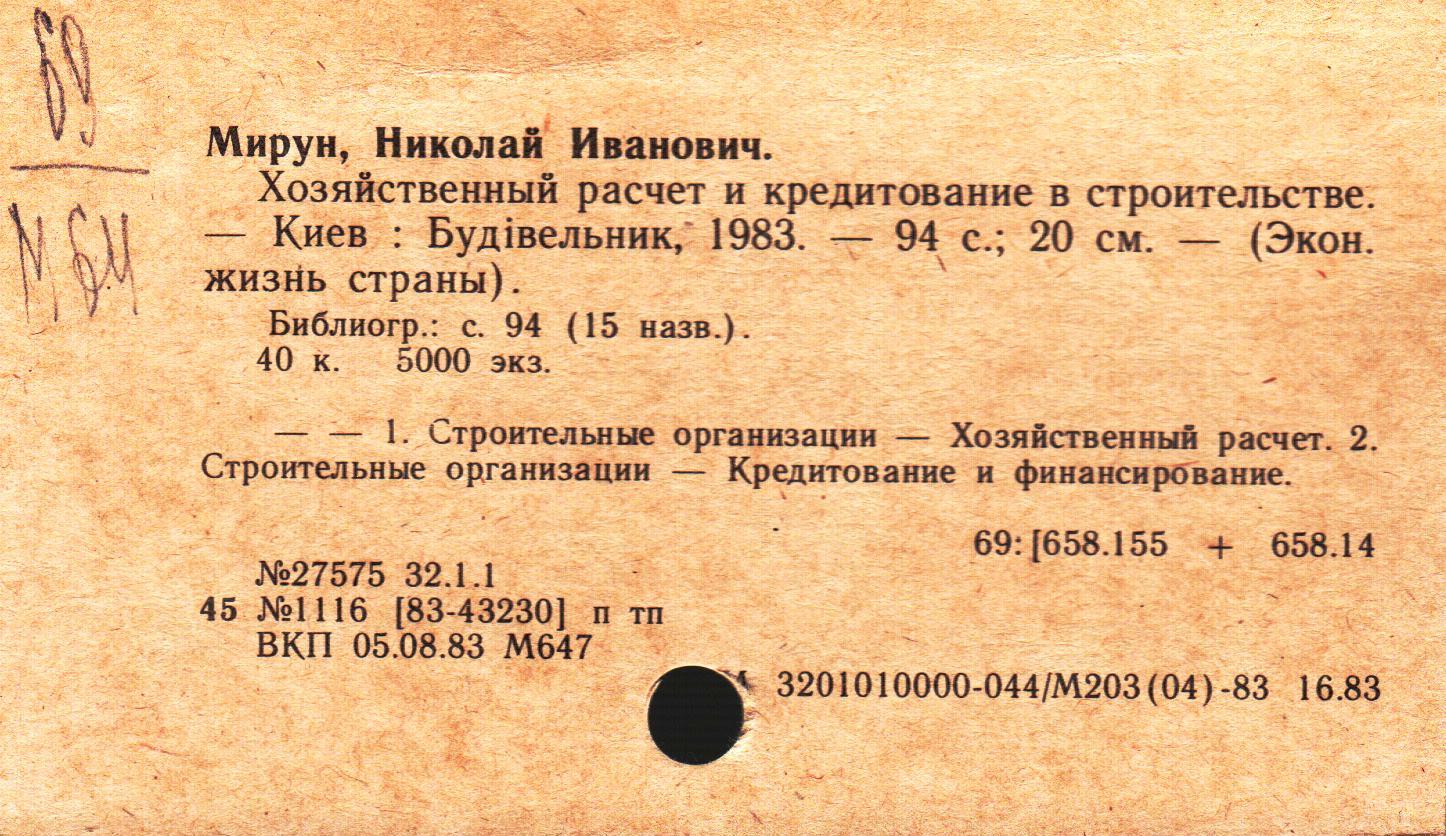 69
М 64
Мирун, Николай Иванович.
Хозяйственный расчет и кредитование в строительстве.
— Киев : Будівельник, 1983. — 94 с.; 20 см. — (Экон.
жизнь страны).
Библиогр.: с. 94 (15 назв.).
40 к. 5000 экз.
— — 1. Строительные организации — Хозяйственный расчет. 2.
Строительные организации — Кредитование и финансирование.
69:[658.155 + 658.14
№27575 32.1.1
45 №1116 [83-43230] п тп
ВКП 05.08.83 М647
3201010000-044/М203(04)-83 16.83